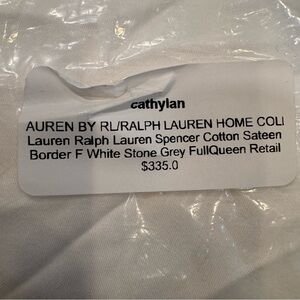 cathylan
AUREN BY RL/RALPH LAUREN HOME COLI
Lauren Ralph Lauren Spencer Cotton Sateen
Border F White Stone Grey FullQueen Retail
$335.0